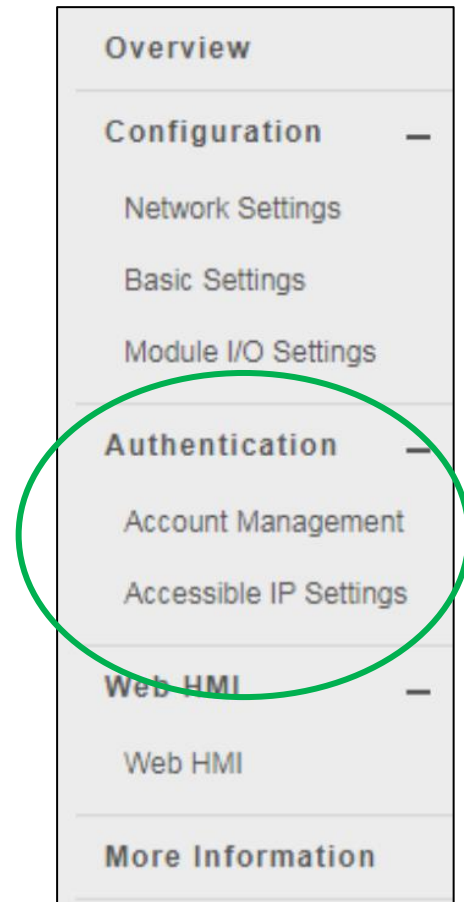 Overview
Configuration
Network Settings
Basic Settings
Module I/O Settings
Authentication
Account Management
Accessible IP Settings
Web HMI
Web HMI
More Information